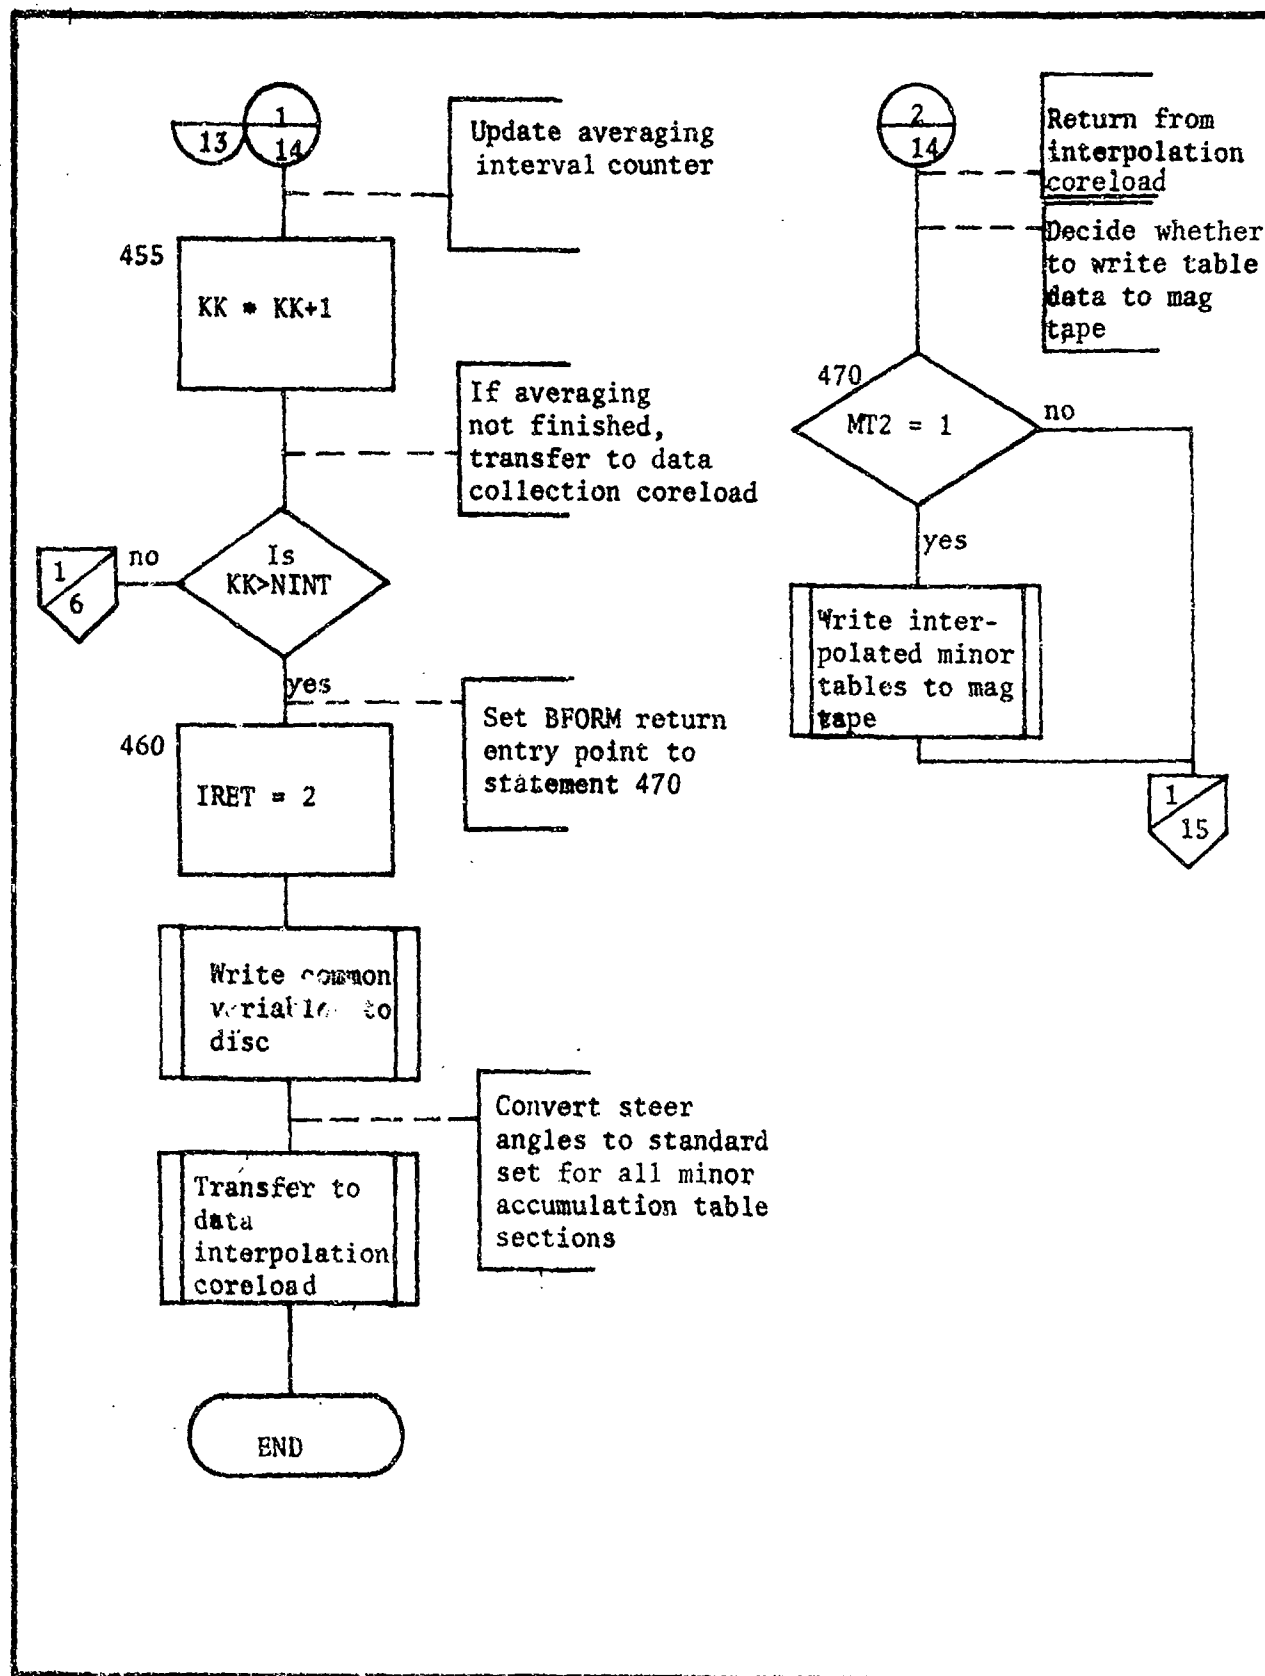 13
1
14
Update averaging
interval counter
455
KK = KK+1
If averaging
not finished,
transfer to data
collection coreload
Is
KK>NINT
no
1
6
yes
Set BFORM return
entry point to
statement 470
460
IRET = 2
Write common
variables to
disc
Convert steer
angles to standard
set for all minor
accumulation table
sections
Transfer to
data
interpolation
coreload
END
2
14
Return from
interpolation
coreload
Decide whether
to write table
data to mag
tape
470
MT2 = 1
no
yes
Write inter-
polated minor
tables to mag
tape
1
15